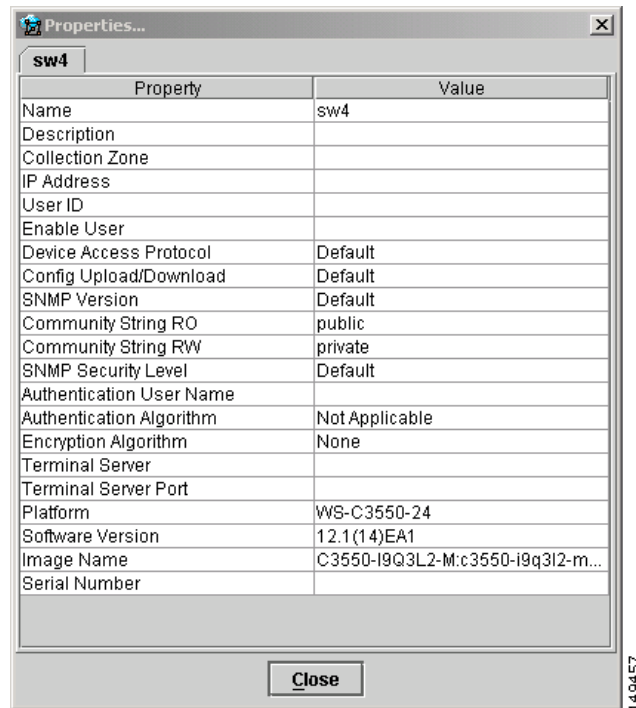 Properties...
sw4
Property Value
Name sw4
Description
Collection Zone
IP Address
User ID
Enable User
Device Access Protocol Default
Config Upload/Download Default
SNMP Version Default
Community String RO public
Community String RW private
SNMP Security Level Default
Authentication User Name
Authentication Algorithm Not Applicable
Encryption Algorithm None
Terminal Server
Terminal Server Port
Platform WS-C3550-24
Software Version 12.1(14)EA1
Image Name C3550-I9Q3L2-M:c3550-i9q3l2-m...
Serial Number
Close
149457